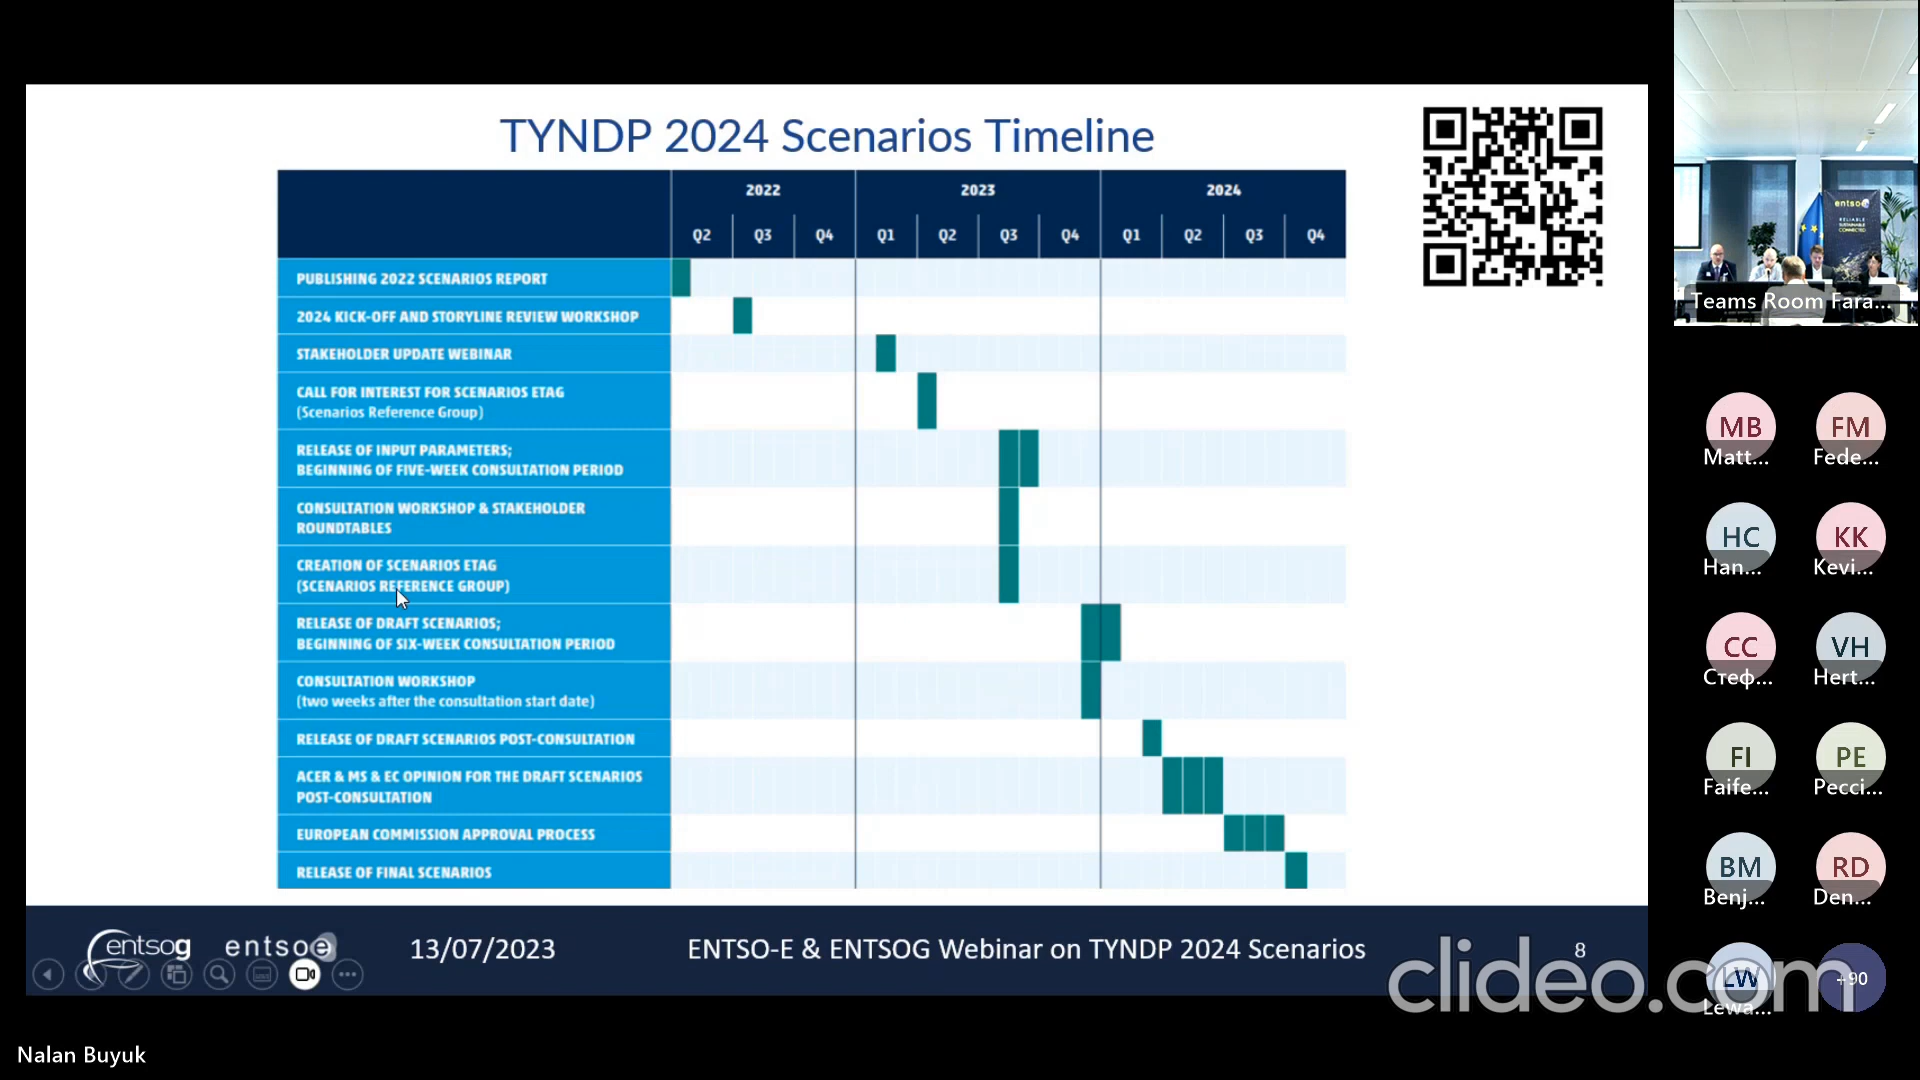 TYNDP 2024 Scenarios Timeline
2022 2023 2024
Q2 Q3 Q4 Q1 Q2 Q3 Q4 Q1 Q2 Q3 Q4
PUBLISHING 2022 SCENARIOS REPORT
2024 KICK-OFF AND STORYLINE REVIEW WORKSHOP
STAKEHOLDER UPDATE WEBINAR
CALL FOR INTEREST FOR SCENARIOS ETAG
(Scenarios Reference Group)
RELEASE OF INPUT PARAMETERS;
BEGINNING OF FIVE-WEEK CONSULTATION PERIOD
CONSULTATION WORKSHOP & STAKEHOLDER
ROUNDTABLES
CREATION OF SCENARIOS ETAG
(SCENARIOS REFERENCE GROUP)
RELEASE OF DRAFT SCENARIOS;
BEGINNING OF SIX-WEEK CONSULTATION PERIOD
CONSULTATION WORKSHOP
(two weeks after the consultation start date)
RELEASE OF DRAFT SCENARIOS POST-CONSULTATION
ACER & MS & EC OPINION FOR THE DRAFT SCENARIOS
POST-CONSULTATION
EUROPEAN COMMISSION APPROVAL PROCESS
RELEASE OF FINAL SCENARIOS
entsog entsoe 13/07/2023 ENTSO-E & ENTSOG Webinar on TYNDP 2024 Scenarios 8
Nalan Buyuk
entsoe
RELIABLE
SUSTAINABLE
CONNECTED
Teams Room Fara...
MB FM
Matt... Fede...
HC KK
Han... Kevi...
CC VH
Стеф... Hert...
FI PE
Faife... Pecci...
BM RD
Benj... Den...
LW +90
Lewa...
clideo.com